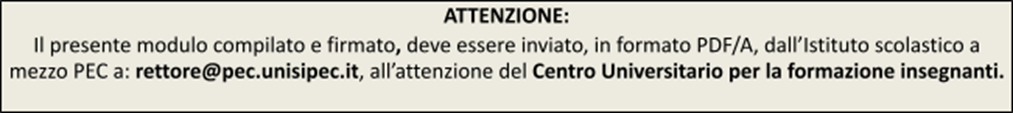 ATTENZIONE:
Il presente modulo compilato e firmato, deve essere inviato, in formato PDF/A, dall’Istituto scolastico a
mezzo PEC a: rettore@pec.unisipec.it, all’attenzione del Centro Universitario per la formazione insegnanti.